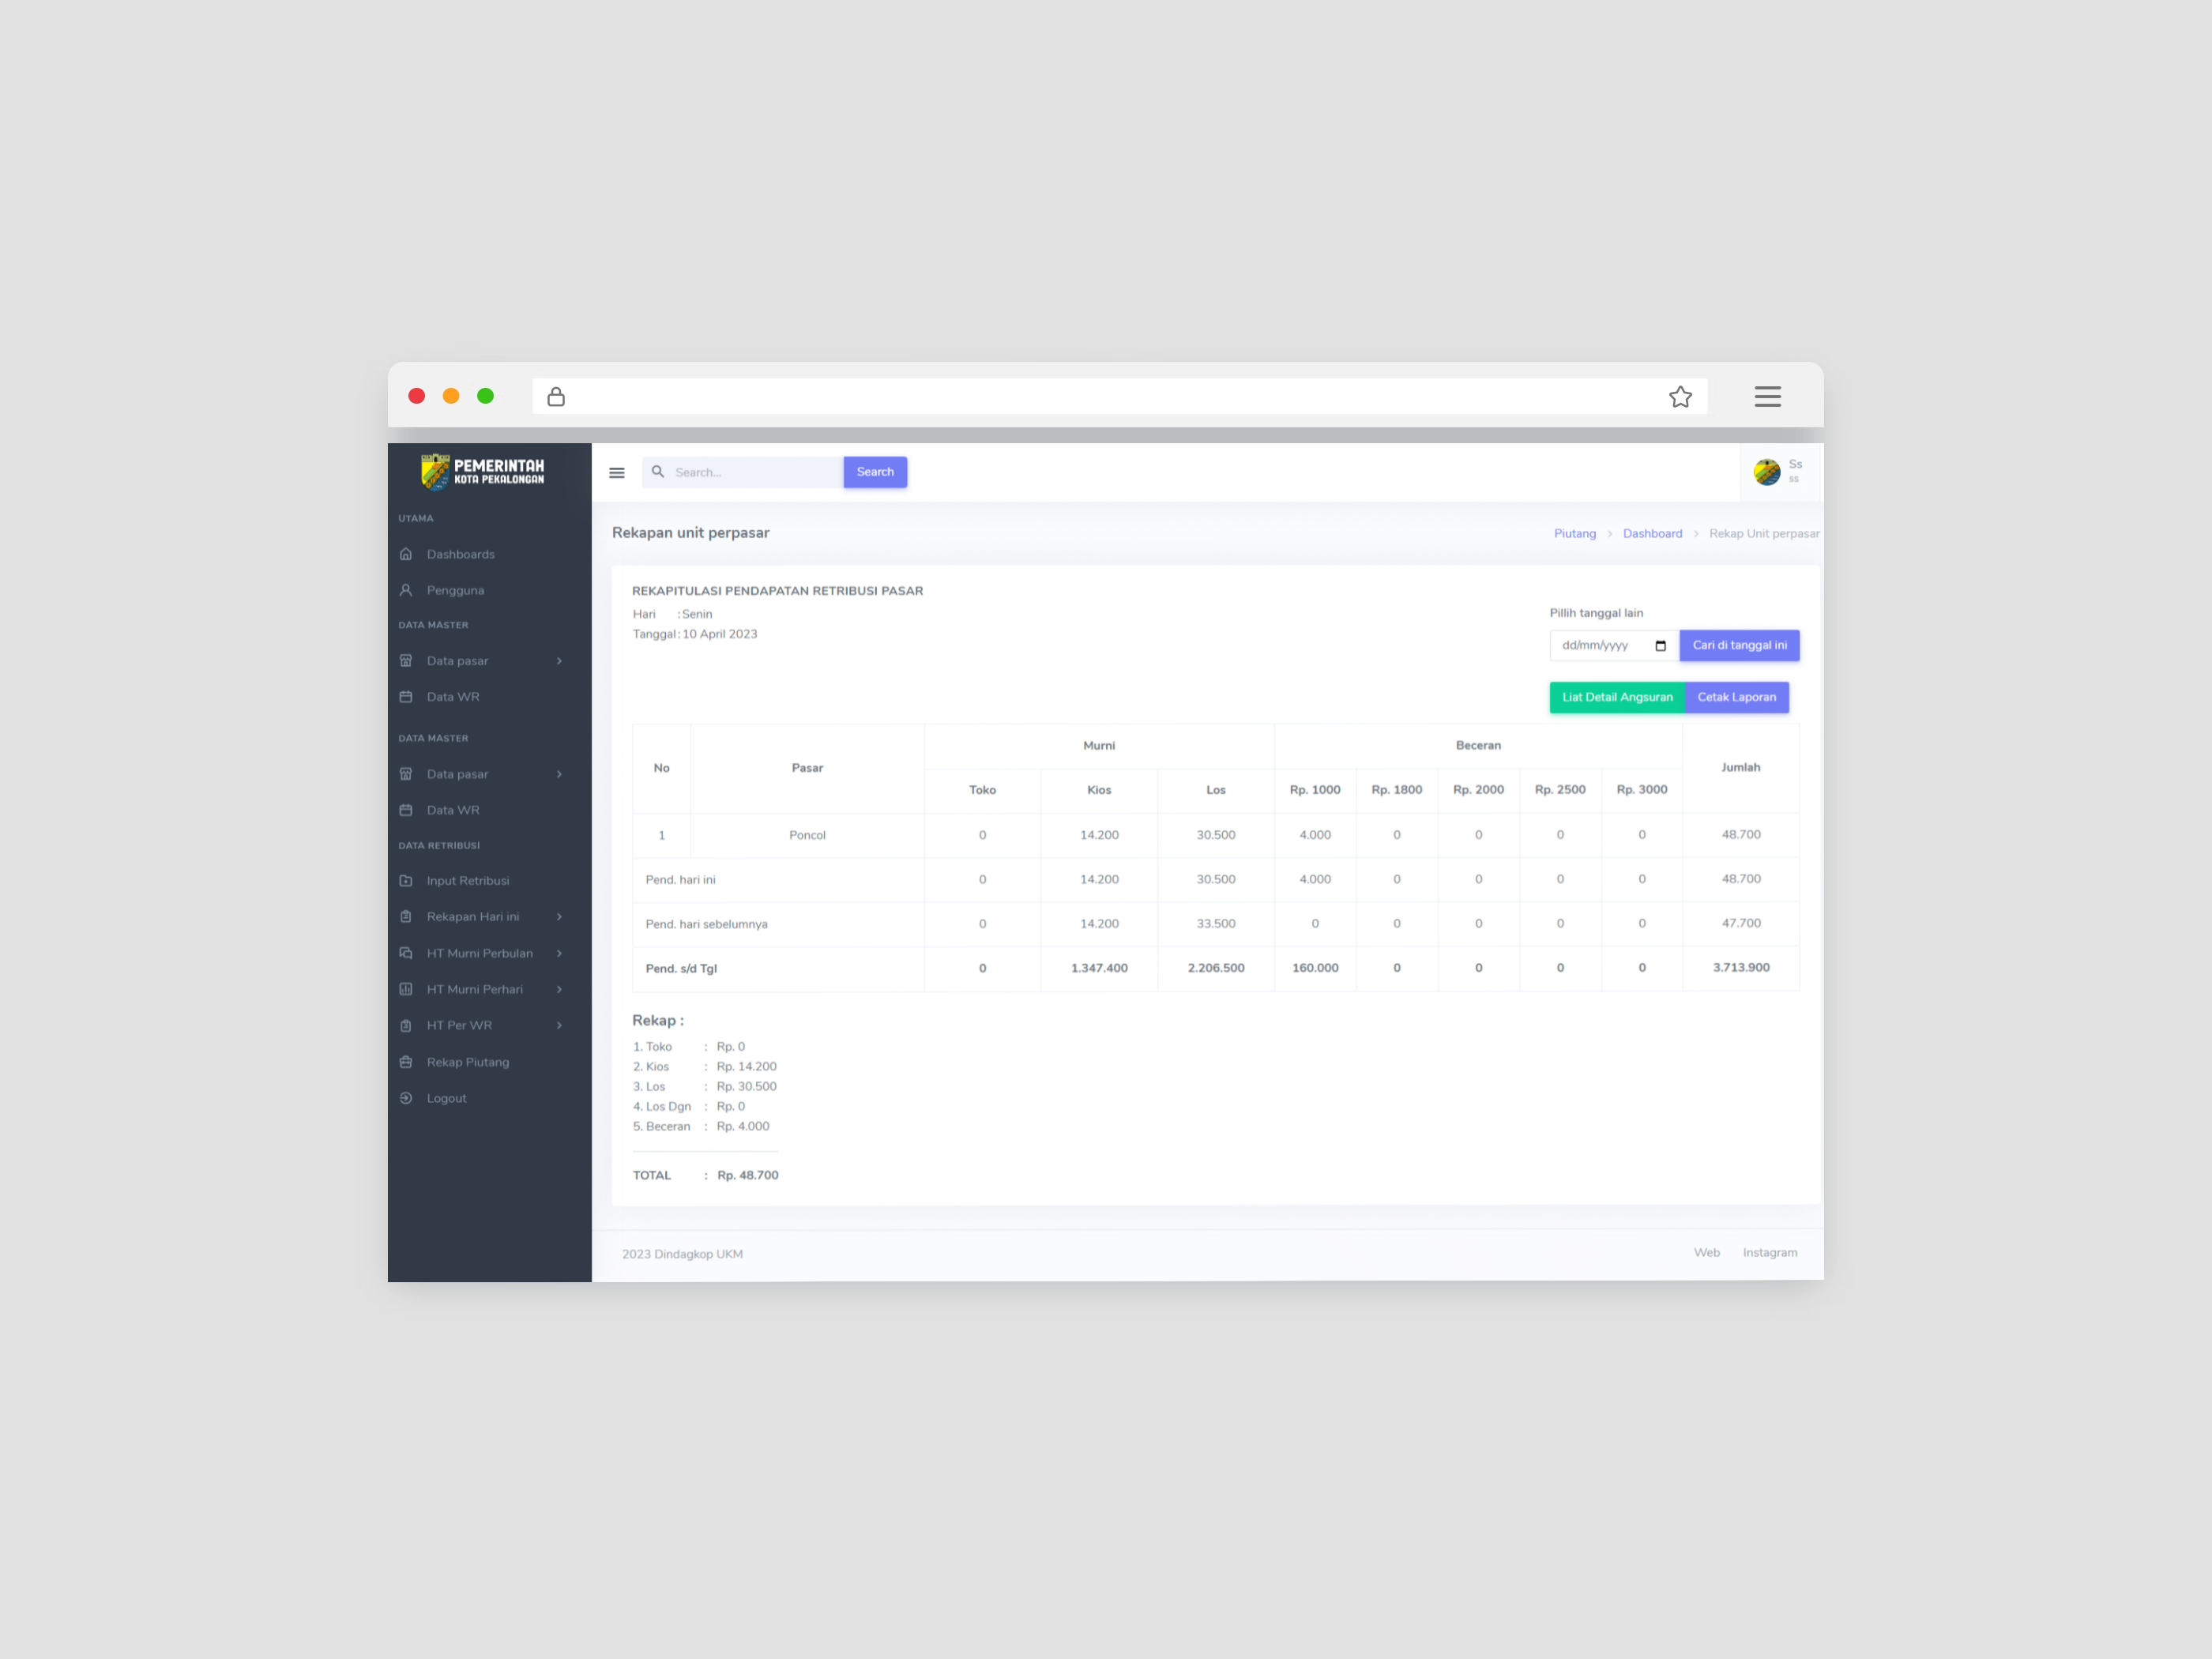 PEMERINTAH
KOTA PEKALONGAN
UTAMA
Dashboards
Pengguna
DATA MASTER
Data pasar
Data WR
DATA MASTER
Data pasar
Data WR
DATA RETRIBUSI
Input Retribusi
Rekapan Hari ini
HT Murni Perbulan
HT Murni Perhari
HT Per WR
Rekap Piutang
Logout
Search... Search
Ss
ss
Rekapan unit perpasar
Piutang > Dashboard > Rekap Unit perpasar
REKAPITULASI PENDAPATAN RETRIBUSI PASAR
Hari : Senin
Tanggal : 10 April 2023
Pillih tanggal lain
dd/mm/yyyy Cari di tanggal ini
Liat Detail Angsuran Cetak Laporan
No Pasar Murni Beceran Jumlah
Toko Kios Los Rp. 1000 Rp. 1800 Rp. 2000 Rp. 2500 Rp. 3000
1 Poncol 0 14.200 30.500 4.000 0 0 0 0 48.700
Pend. hari ini 0 14.200 30.500 4.000 0 0 0 0 48.700
Pend. hari sebelumnya 0 14.200 33.500 0 0 0 0 0 47.700
Pend. s/d Tgl 0 1.347.400 2.206.500 160.000 0 0 0 0 3.713.900
Rekap :
1. Toko : Rp. 0
2. Kios : Rp. 14.200
3. Los : Rp. 30.500
4. Los Dgn : Rp. 0
5. Beceran : Rp. 4.000
TOTAL : Rp. 48.700
2023 Dindagkop UKM
Web Instagram